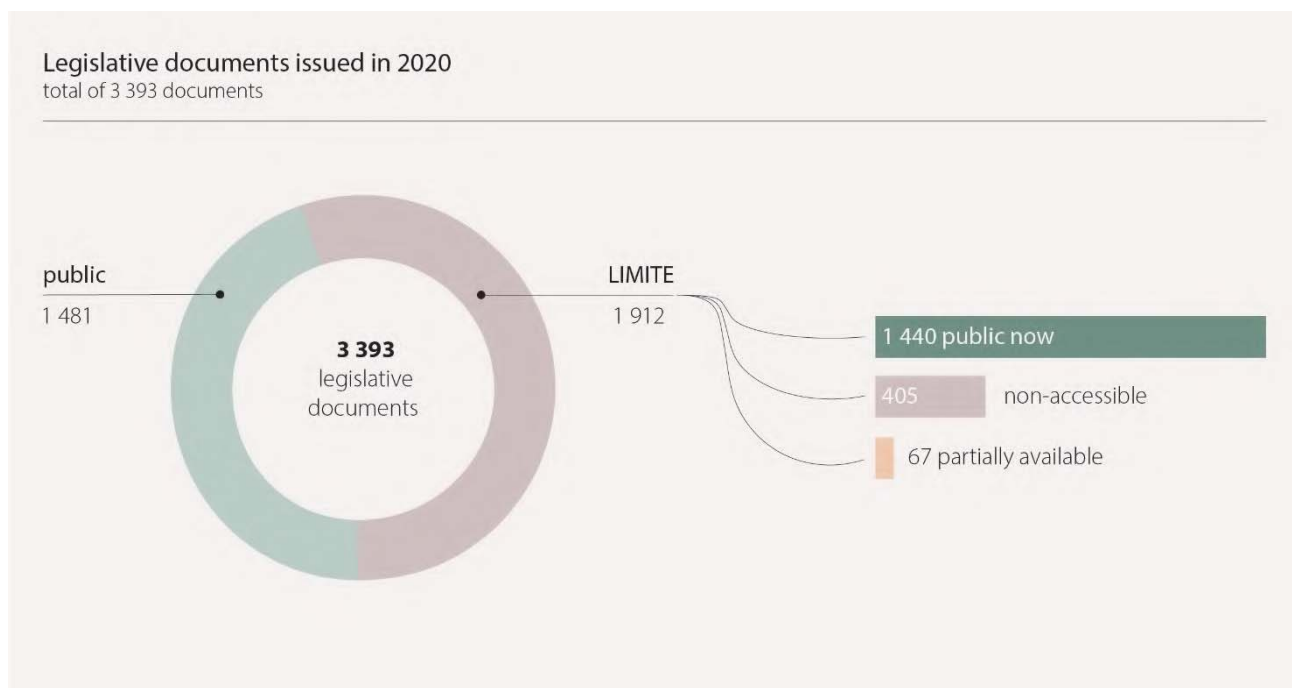 Legislative documents issued in 2020
total of 3 393 documents
public
1 481
3 393
legislative
documents
LIMITE
1 912
1 440 public now
405 non-accessible
67 partially available